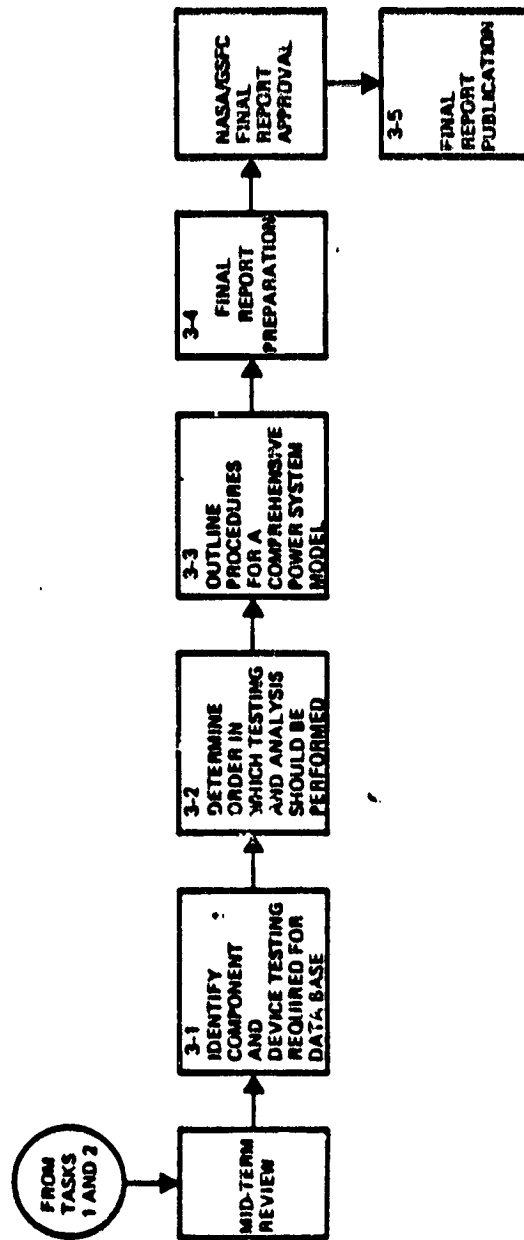 FROM
TASKS
1 AND 2
MID-TERM
REVIEW
3-1
IDENTIFY
COMPONENT
AND
DEVICE TESTING
REQUIRED FOR
DATA BASE
3-2
DETERMINE
ORDER IN
WHICH TESTING
AND ANALYSIS
SHOULD BE
PERFORMED
3-3
OUTLINE
PROCEDURES
FOR A
COMPREHENSIVE
POWER SYSTEM
MODEL
3-4
FINAL
REPORT
PREPARATION
NASA/GSFC
FINAL
REPORT
APPROVAL
3-5
FINAL
REPORT
PUBLICATION